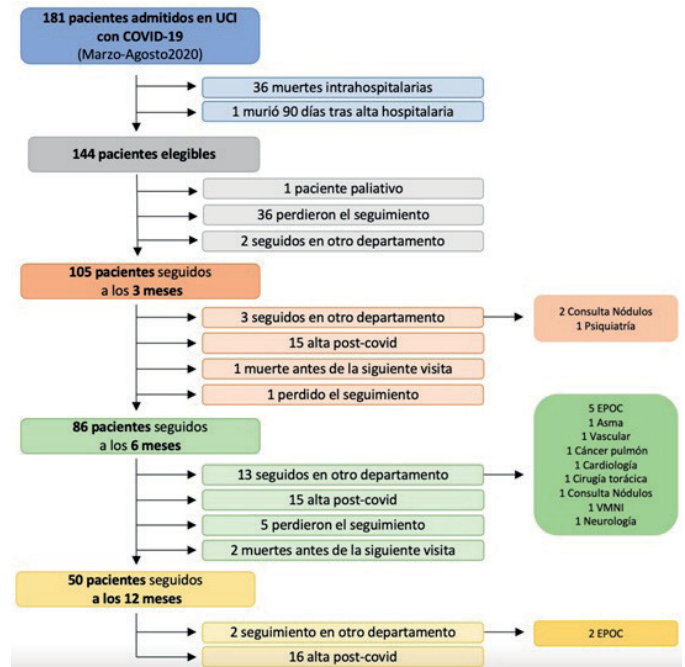 181 pacientes admitidos en UCI
con COVID-19
(Marzo-Agosto2020)
36 muertes intrahospitalarias
1 murió 90 días tras alta hospitalaria
144 pacientes elegibles
1 paciente paliativo
36 perdieron el seguimiento
2 seguidos en otro departamento
105 pacientes seguidos
a los 3 meses
3 seguidos en otro departamento
2 Consulta Nódulos
1 Psiquiatría
15 alta post-covid
1 muerte antes de la siguiente visita
1 perdido el seguimiento
86 pacientes seguidos
a los 6 meses
13 seguidos en otro departamento
15 alta post-covid
5 perdieron el seguimiento
2 muertes antes de la siguiente visita
5 EPOC
1 Asma
1 Vascular
1 Cáncer pulmón
1 Cardiología
1 Cirugía torácica
1 Consulta Nódulos
1 VMNI
1 Neurología
50 pacientes seguidos
a los 12 meses
2 seguimiento en otro departamento
2 EPOC
16 alta post-covid